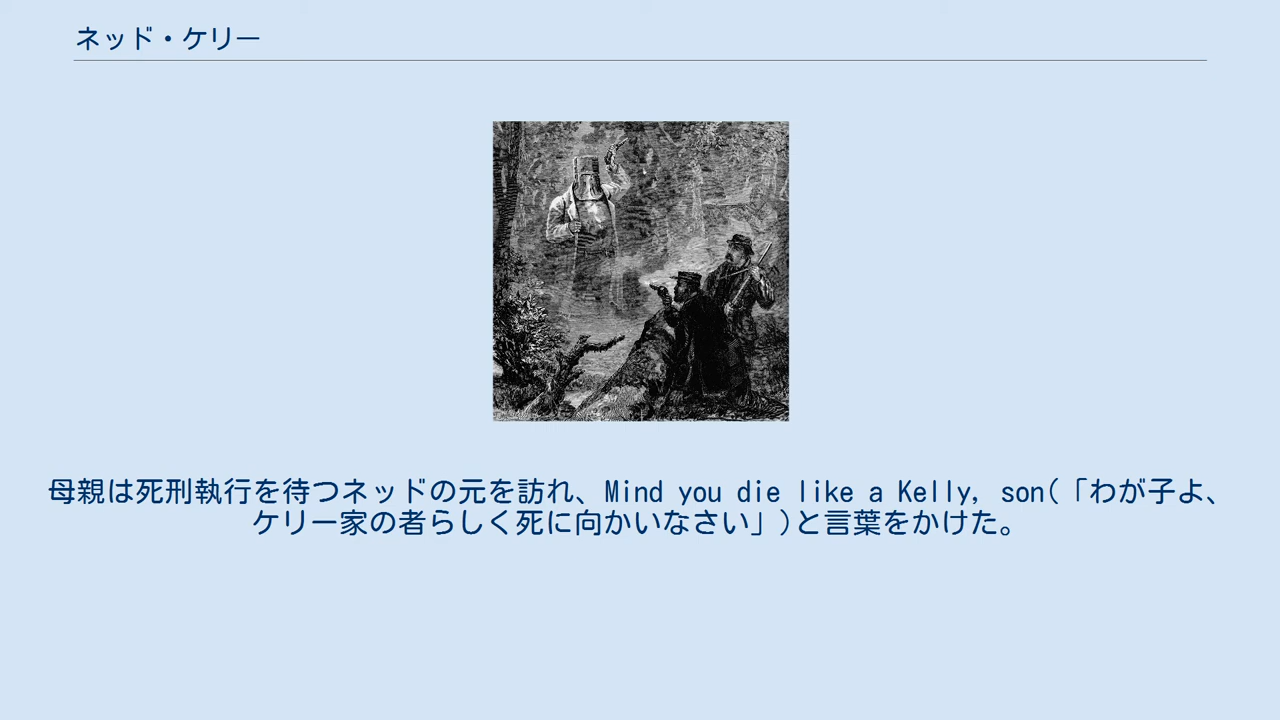 ネッド・ケリー
母親は死刑執行を待つネッドの元を訪れ、Mind you die like a Kelly, son(「わが子よ、
ケリー家の者らしく死に向かいなさい」)と言葉をかけた。